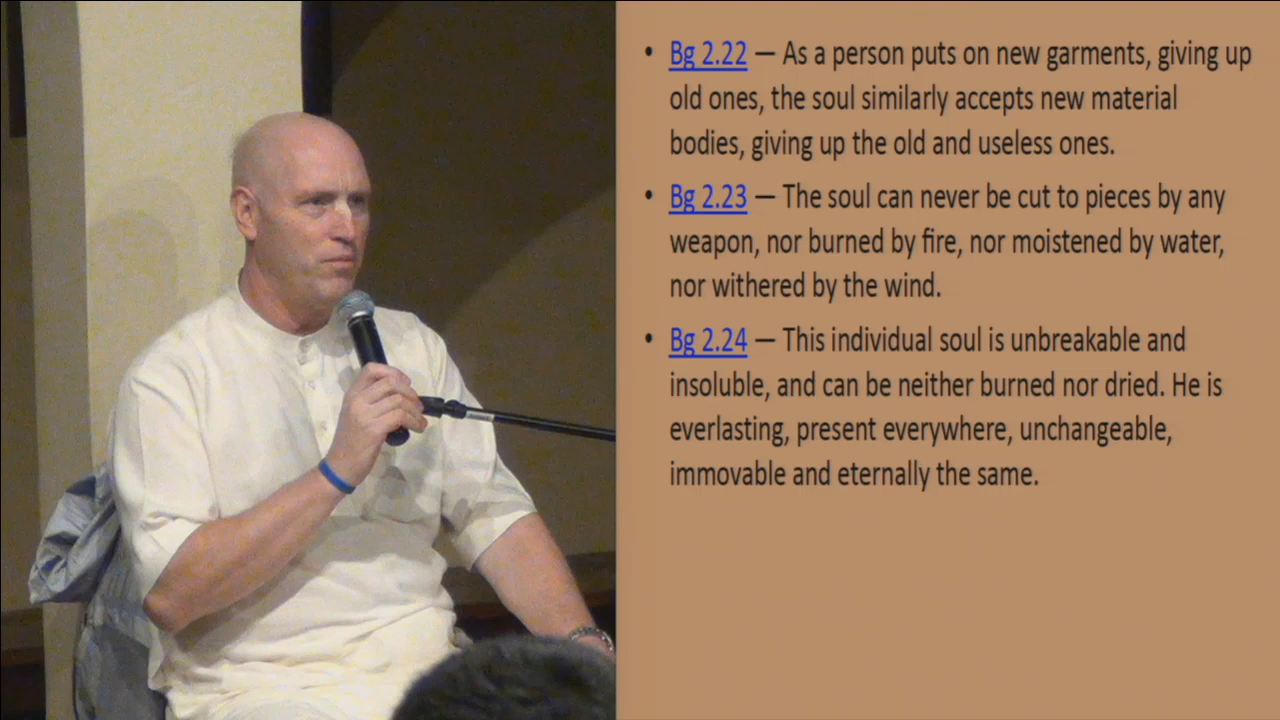 • Bg 2.22 — As a person puts on new garments, giving up
old ones, the soul similarly accepts new material
bodies, giving up the old and useless ones.
• Bg 2.23 — The soul can never be cut to pieces by any
weapon, nor burned by fire, nor moistened by water,
nor withered by the wind.
• Bg 2.24 — This individual soul is unbreakable and
insoluble, and can be neither burned nor dried. He is
everlasting, present everywhere, unchangeable,
immovable and eternally the same.